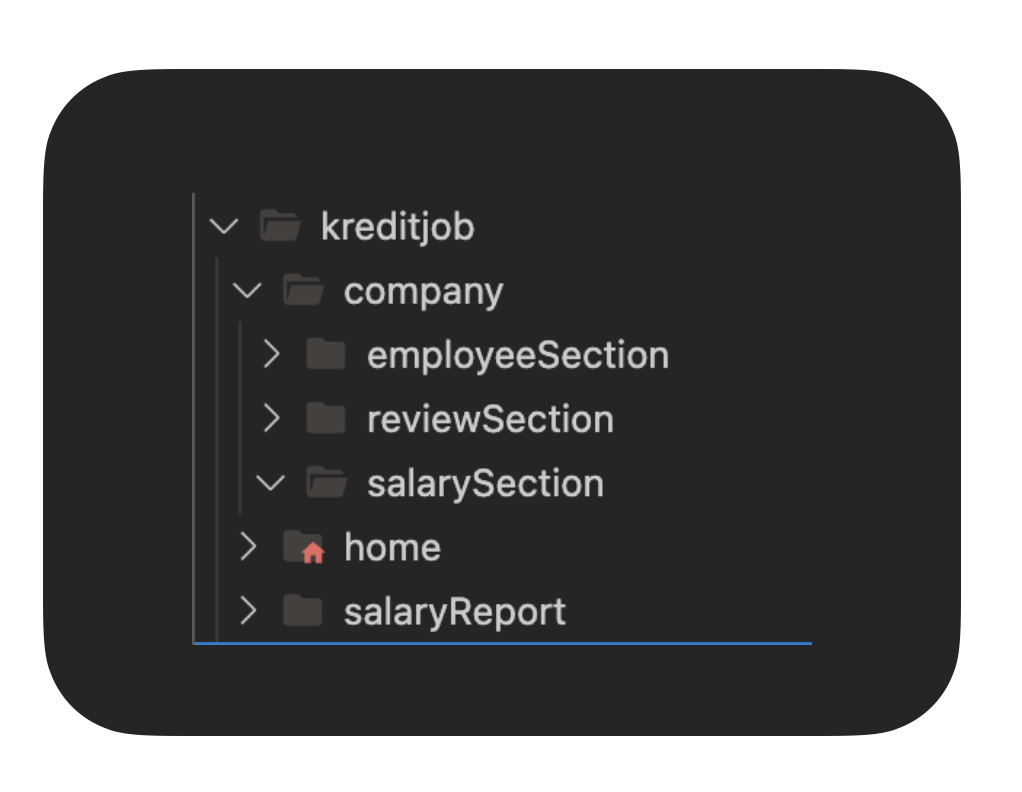 kreditjob
company
employeeSection
reviewSection
salarySection
home
salaryReport